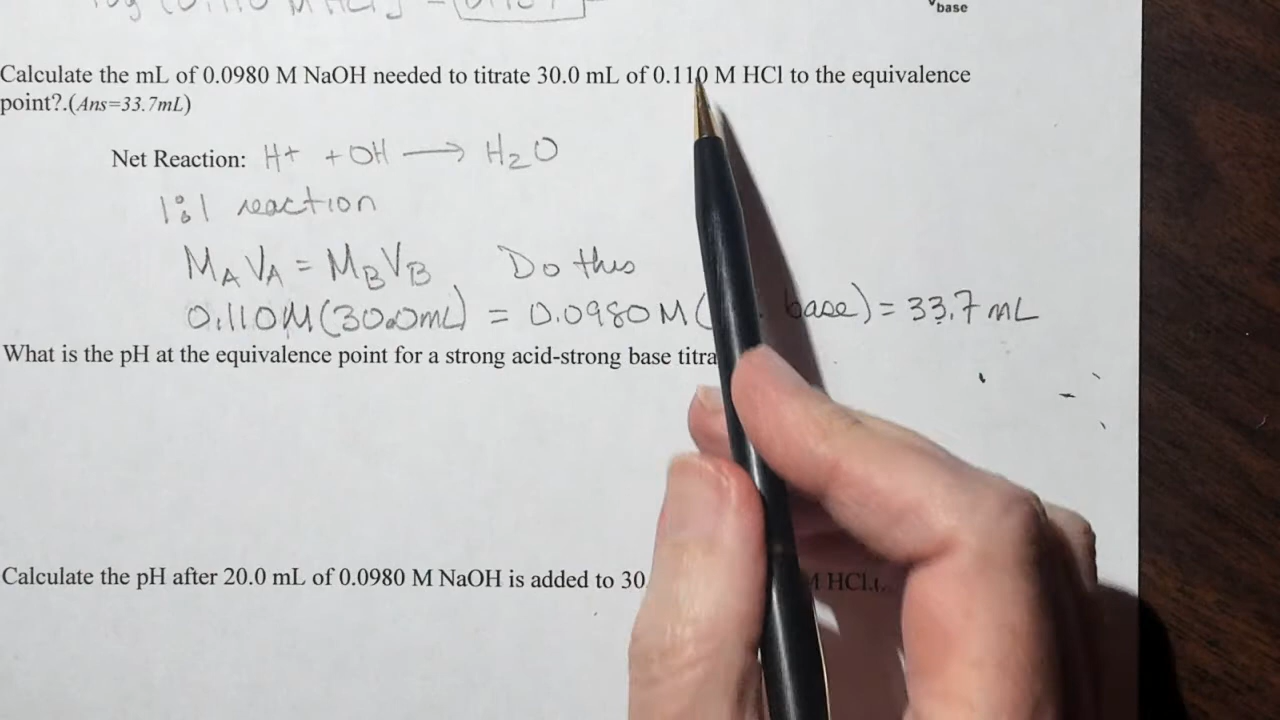 base
Calculate the mL of 0.0980 M NaOH needed to titrate 30.0 mL of 0.110 M HCl to the equivalence
point?.(Ans=33.7mL)
Net Reaction: H+ + OH → H2O
1:1 reaction
MAVA = MBVB Do this
0.110M(30.0mL) = 0.0980M( base) = 33.7 mL
What is the pH at the equivalence point for a strong acid-strong base
Calculate the pH after 20.0 mL of 0.0980 M NaOH is added to 30 M HCl.